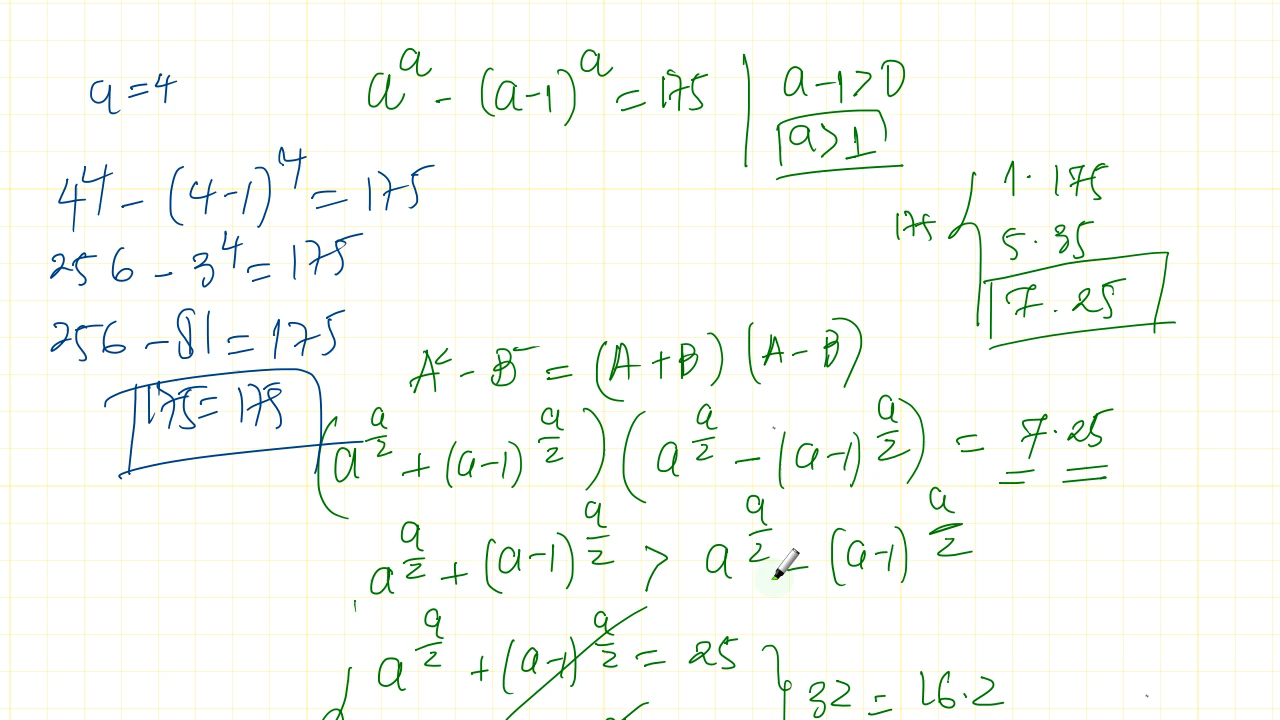 a = 4
4^4 - (4-1)^4 = 175
256 - 3^4 = 175
256 - 81 = 175
175 = 175
a^a - (a-1)^a = 175
a-1 > 0
a > 1
175
1 · 175
5 · 35
7 · 25
A² - B² = (A+B)(A-B)
(a^(a/2) + (a-1)^(a/2))(a^(a/2) - (a-1)^(a/2)) = 7·25
a^(a/2) + (a-1)^(a/2) > a^(a/2) - (a-1)^(a/2)
a^(a/2) + (a-1)^(a/2) = 25
32 = 16·2